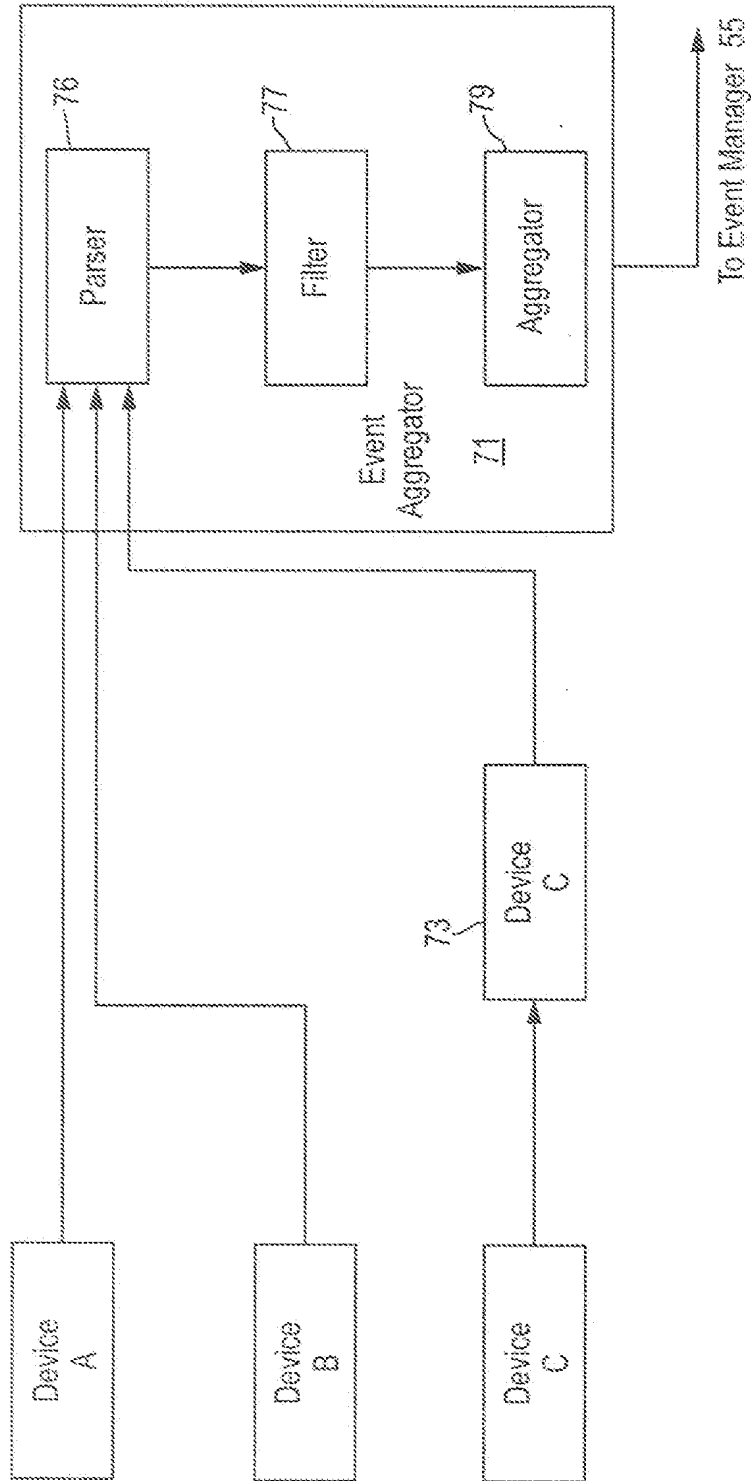 Device
A
Device
B
Device
C
73
Device
C
Parser
76
Filter
77
Aggregator
79
Event
Aggregator
71
To Event Manager 55